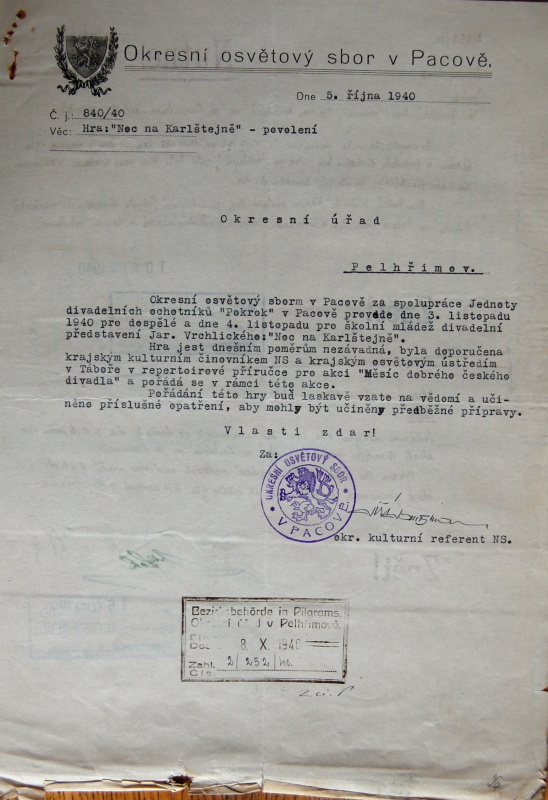 Okresní osvětový sbor v Pacově.
Dne 5. října 1940
Č. j.: 840/40
Věc: Hra:"Noc na Karlštejně" - povolení
Okresní úřad
Pelhřimov.
Okresní osvětový sborm v Pacově za spolupráce Jednoty
divadelních ochotníků "Pokrok" v Pacově provede dne 3. listopadu
1940 pro dospělé a dne 4. listopadu pro školní mládež divadelní
představení Jar. Vrchlického:"Noc na Karlštejně".
Hra jest dnešním poměrům nezávadná, byla doporučena
krajským kulturním činovníkem NS a krajským osvětovým ústředím
v Táboře v repertoirové příručce pro akci "Měsíc dobrého českého
divadla" a pořádá se v rámci této akce.
Pořádání této hry buď laskavě vzato na vědomí a uči-
něno příslušné opatření, aby mohly být učiněny předběžné přípravy.
Vlasti zdar!
Za:
OKRESNÍ OSVĚTOVÝ SBOR
V PACOVĚ
okr. kulturní referent NS.
Bezirksbehörde in Pilgrams.
Okresní úřad v Pelhřimově.
8. X. 1940
Zahl. 2/252/
Čís.